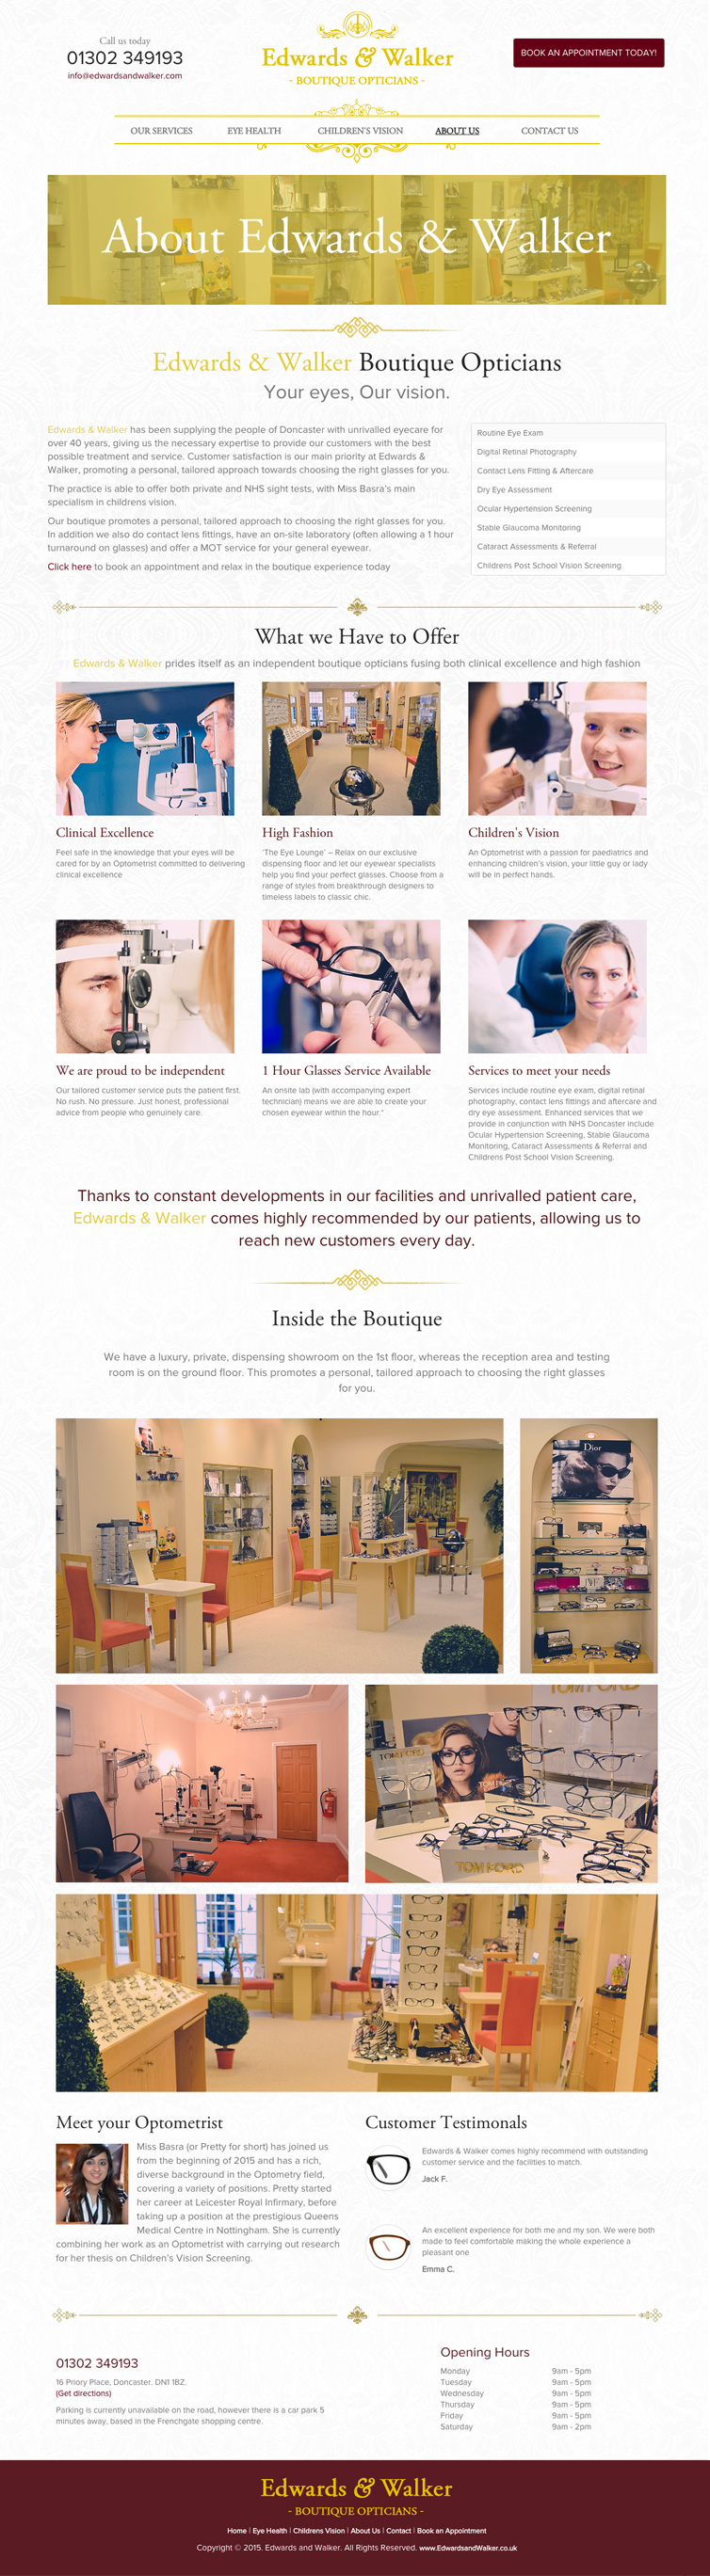 Call us today
01302 349193
info@edwardsandwalker.com
Edwards & Walker
- BOUTIQUE OPTICIANS -
BOOK AN APPOINTMENT TODAY!
OUR SERVICES EYE HEALTH CHILDREN'S VISION ABOUT US CONTACT US
About Edwards & Walker
Edwards & Walker Boutique Opticians
Your eyes, Our vision.
Edwards & Walker has been supplying the people of Doncaster with unrivalled eyecare for
over 40 years, giving us the necessary expertise to provide our customers with the best
possible treatment and service. Customer satisfaction is our main priority at Edwards &
Walker, promoting a personal, tailored approach towards choosing the right glasses for you.
The practice is able to offer both private and NHS sight tests, with Miss Basra's main
specialism in childrens vision.
Our boutique promotes a personal, tailored approach to choosing the right glasses for you.
In addition we also do contact lens fittings, have an on-site laboratory (often allowing a 1 hour
turnaround on glasses) and offer a MOT service for your general eyewear.
Click here to book an appointment and relax in the boutique experience today
Routine Eye Exam
Digital Retinal Photography
Contact Lens Fitting & Aftercare
Dry Eye Assessment
Ocular Hypertension Screening
Stable Glaucoma Monitoring
Cataract Assessments & Referral
Childrens Post School Vision Screening
What we Have to Offer
Edwards & Walker prides itself as an independent boutique opticians fusing both clinical excellence and high fashion
Clinical Excellence
Feel safe in the knowledge that your eyes will be
cared for by an Optometrist committed to delivering
clinical excellence
High Fashion
'The Eye Lounge' – Relax on our exclusive
dispensing floor and let our eyewear specialists
help you find your perfect glasses. Choose from a
range of styles from breakthrough designers to
timeless labels to classic chic.
Children's Vision
An Optometrist with a passion for paediatrics and
enhancing children's vision, your little guy or lady
will be in perfect hands.
We are proud to be independent
Our tailored customer service puts the patient first.
No rush. No pressure. Just honest, professional
advice from people who genuinely care.
1 Hour Glasses Service Available
An onsite lab (with accompanying expert
technician) means we are able to create your
chosen eyewear within the hour.*
Services to meet your needs
Services include routine eye exam, digital retinal
photography, contact lens fittings and aftercare and
dry eye assessment. Enhanced services that we
provide in conjunction with NHS Doncaster include
Ocular Hypertension Screening, Stable Glaucoma
Monitoring, Cataract Assessments & Referral and
Childrens Post School Vision Screening.
Thanks to constant developments in our facilities and unrivalled patient care,
Edwards & Walker comes highly recommended by our patients, allowing us to
reach new customers every day.
Inside the Boutique
We have a luxury, private, dispensing showroom on the 1st floor, whereas the reception area and testing
room is on the ground floor. This promotes a personal, tailored approach to choosing the right glasses
for you.
Dior
TOM FORD
TOM FORD
TOM FORD
TOM FORD
Meet your Optometrist
Miss Basra (or Pretty for short) has joined us
from the beginning of 2015 and has a rich,
diverse background in the Optometry field,
covering a variety of positions. Pretty started
her career at Leicester Royal Infirmary, before
taking up a position at the prestigious Queens
Medical Centre in Nottingham. She is currently
combining her work as an Optometrist with carrying out research
for her thesis on Children's Vision Screening.
Customer Testimonals
Edwards & Walker comes highly recommend with outstanding
customer service and the facilities to match.
Jack F.
An excellent experience for both me and my son. We were both
made to feel comfortable making the whole experience a
pleasant one
Emma C.
01302 349193
16 Priory Place, Doncaster. DN1 1BZ.
(Get directions)
Parking is currently unavailable on the road, however there is a car park 5
minutes away, based in the Frenchgate shopping centre.
Opening Hours
Monday 9am - 5pm
Tuesday 9am - 5pm
Wednesday 9am - 5pm
Thursday 9am - 5pm
Friday 9am - 5pm
Saturday 9am - 2pm
Edwards & Walker
- BOUTIQUE OPTICIANS -
Home | Eye Health | Childrens Vision | About Us | Contact | Book an Appointment
Copyright © 2015. Edwards and Walker. All Rights Reserved. www.EdwardsandWalker.co.uk